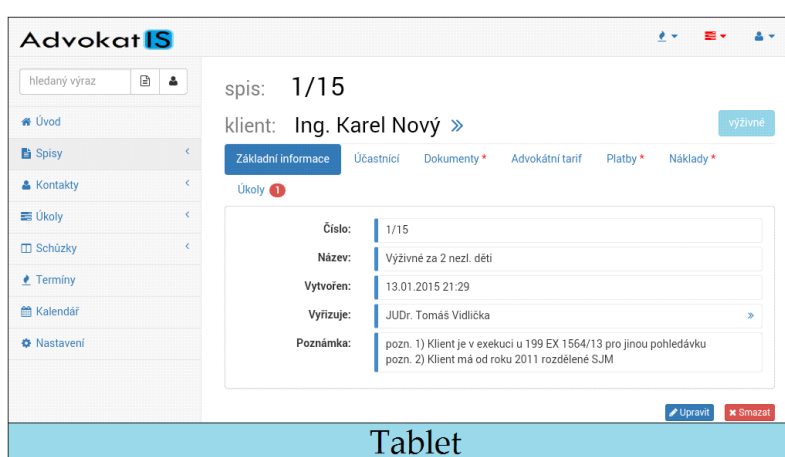 AdvokatIS
hledaný výraz
Úvod
Spisy
Kontakty
Úkoly
Schůzky
Termíny
Kalendář
Nastavení
spis: 1/15
klient: Ing. Karel Nový »
výživné
Základní informace Účastníci Dokumenty * Advokátní tarif Platby * Náklady *
Úkoly 1
Číslo: 1/15
Název: Výživné za 2 nezl. děti
Vytvořen: 13.01.2015 21:29
Vyřizuje: JUDr. Tomáš Vidlička »
Poznámka: pozn. 1) Klient je v exekuci u 199 EX 1564/13 pro jinou pohledávku
pozn. 2) Klient má od roku 2011 rozdělené SJM
Upravit Smazat
Tablet